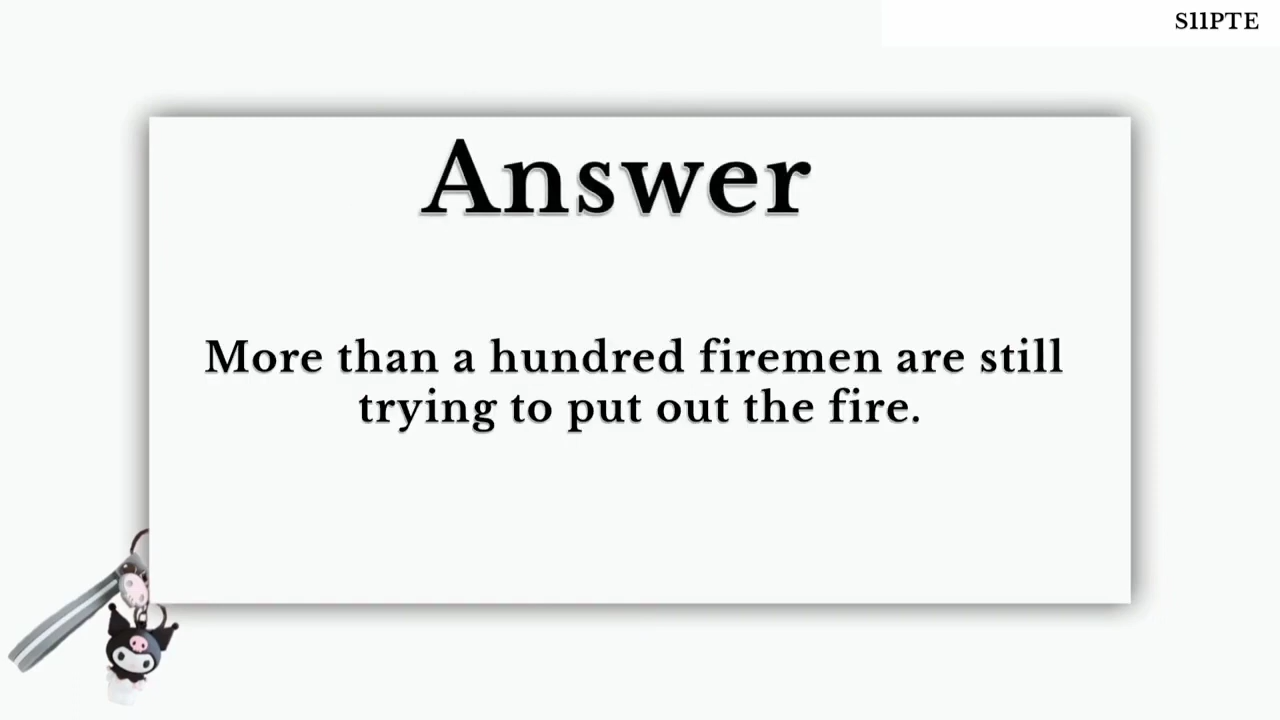 S11PTE
Answer
More than a hundred firemen are still
trying to put out the fire.